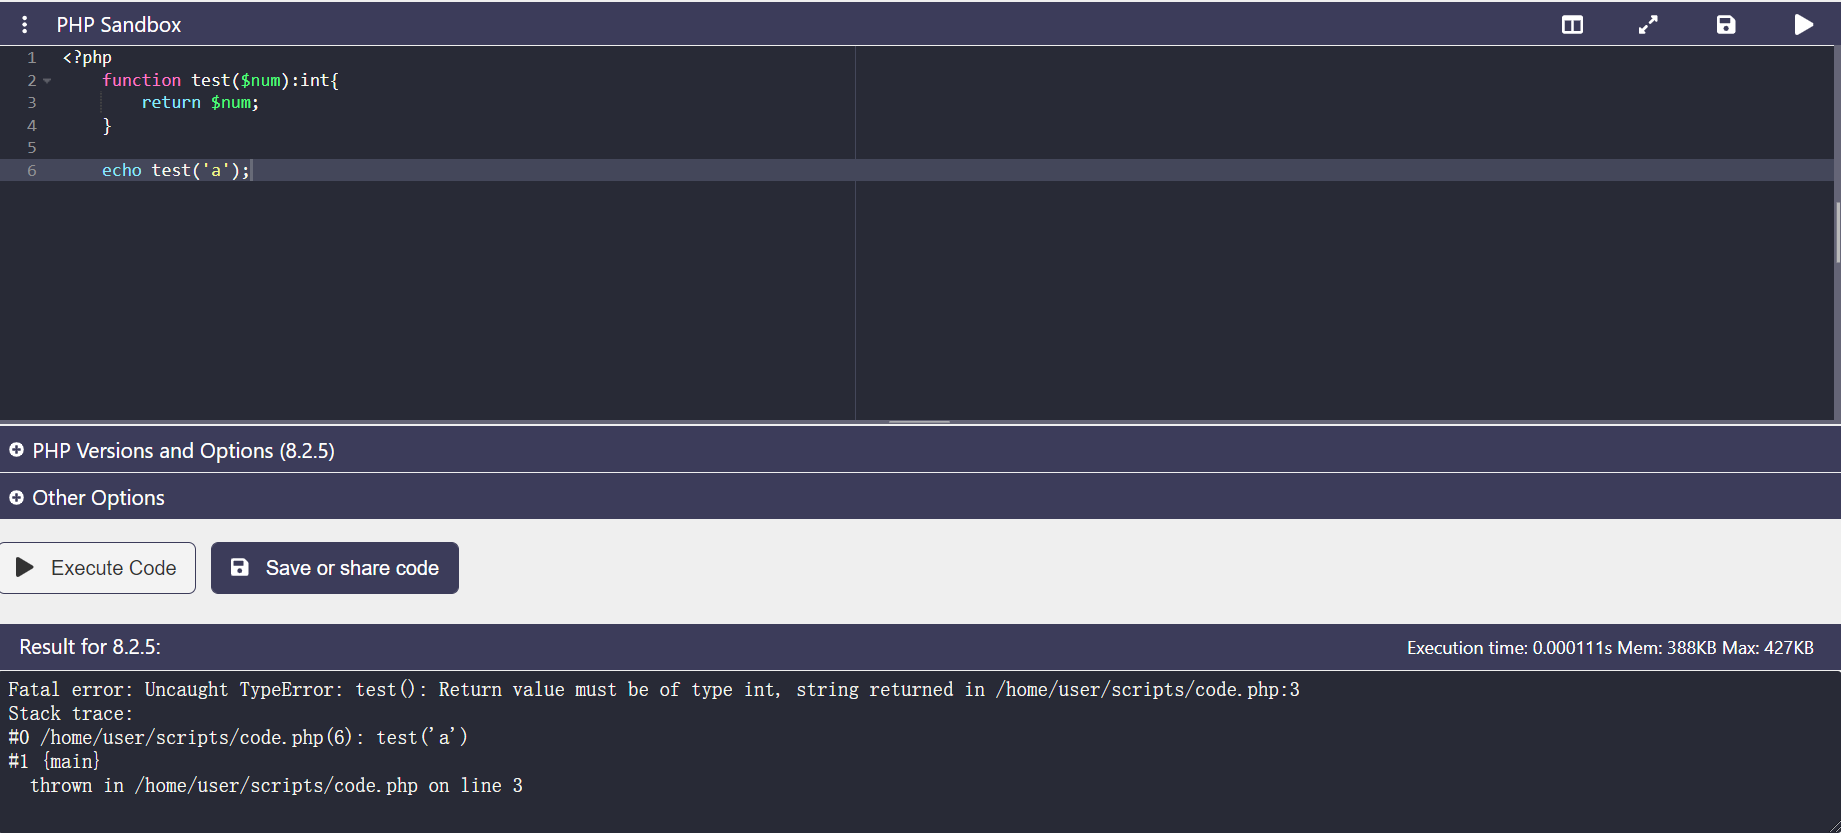 PHP Sandbox
1 <?php
2 function test($num):int{
3 return $num;
4 }
5
6 echo test('a');
PHP Versions and Options (8.2.5)
Other Options
Execute Code
Save or share code
Result for 8.2.5:
Execution time: 0.000111s Mem: 388KB Max: 427KB
Fatal error: Uncaught TypeError: test(): Return value must be of type int, string returned in /home/user/scripts/code.php:3
Stack trace:
#0 /home/user/scripts/code.php(6): test('a')
#1 {main}
thrown in /home/user/scripts/code.php on line 3